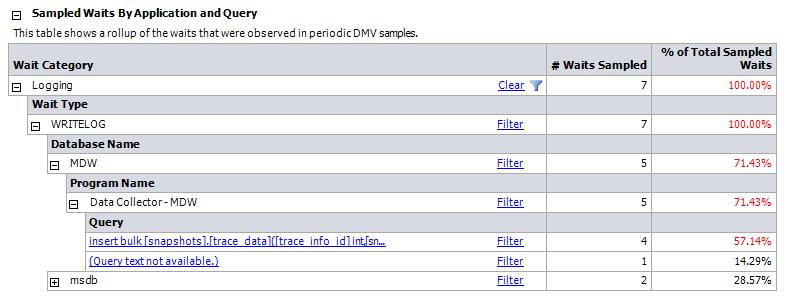 Sampled Waits By Application and Query
This table shows a rollup of the waits that were observed in periodic DMV samples.
Wait Category # Waits Sampled % of Total Sampled Waits
Logging Clear 7 100.00%
Wait Type
WRITELOG Filter 7 100.00%
Database Name
MDW Filter 5 71.43%
Program Name
Data Collector - MDW Filter 5 71.43%
Query
insert bulk [snapshots].[trace_data]([trace_info_id] int,[sn... Filter 4 57.14%
(Query text not available.) Filter 1 14.29%
msdb Filter 2 28.57%